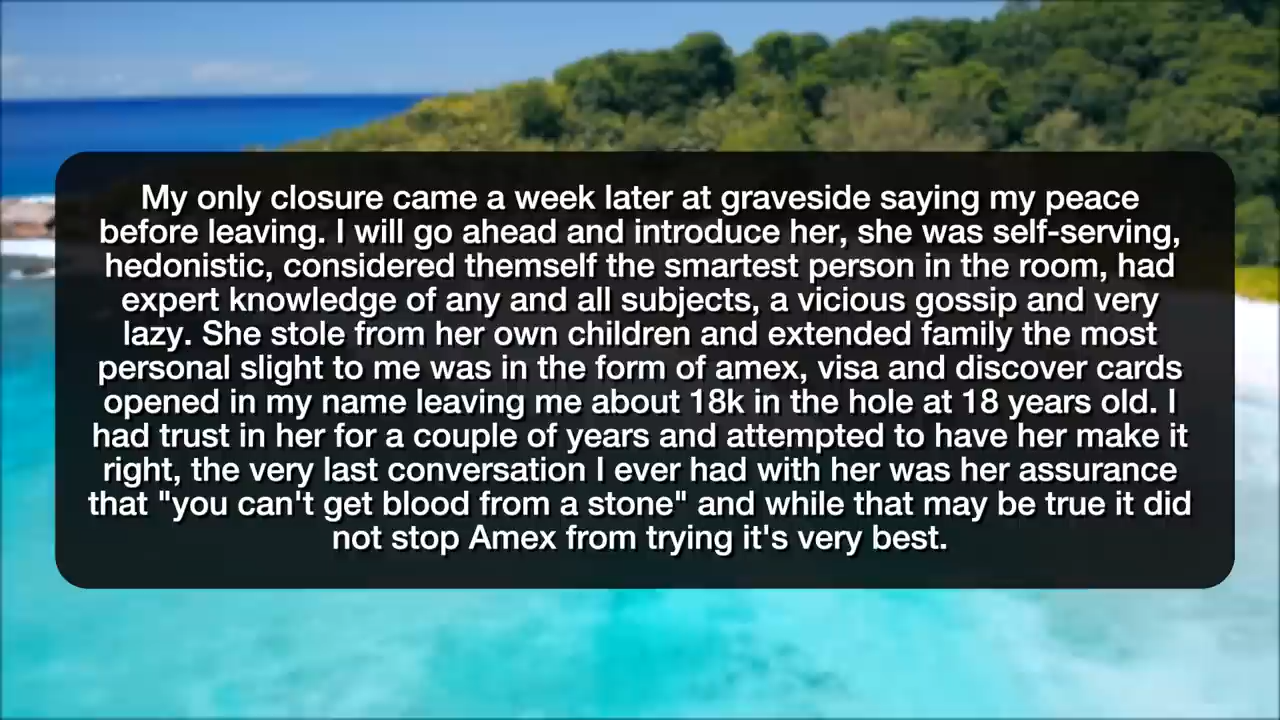 My only closure came a week later at graveside saying my peace
before leaving. I will go ahead and introduce her, she was self-serving,
hedonistic, considered themself the smartest person in the room, had
expert knowledge of any and all subjects, a vicious gossip and very
lazy. She stole from her own children and extended family the most
personal slight to me was in the form of amex, visa and discover cards
opened in my name leaving me about 18k in the hole at 18 years old. I
had trust in her for a couple of years and attempted to have her make it
right, the very last conversation I ever had with her was her assurance
that "you can't get blood from a stone" and while that may be true it did
not stop Amex from trying it's very best.